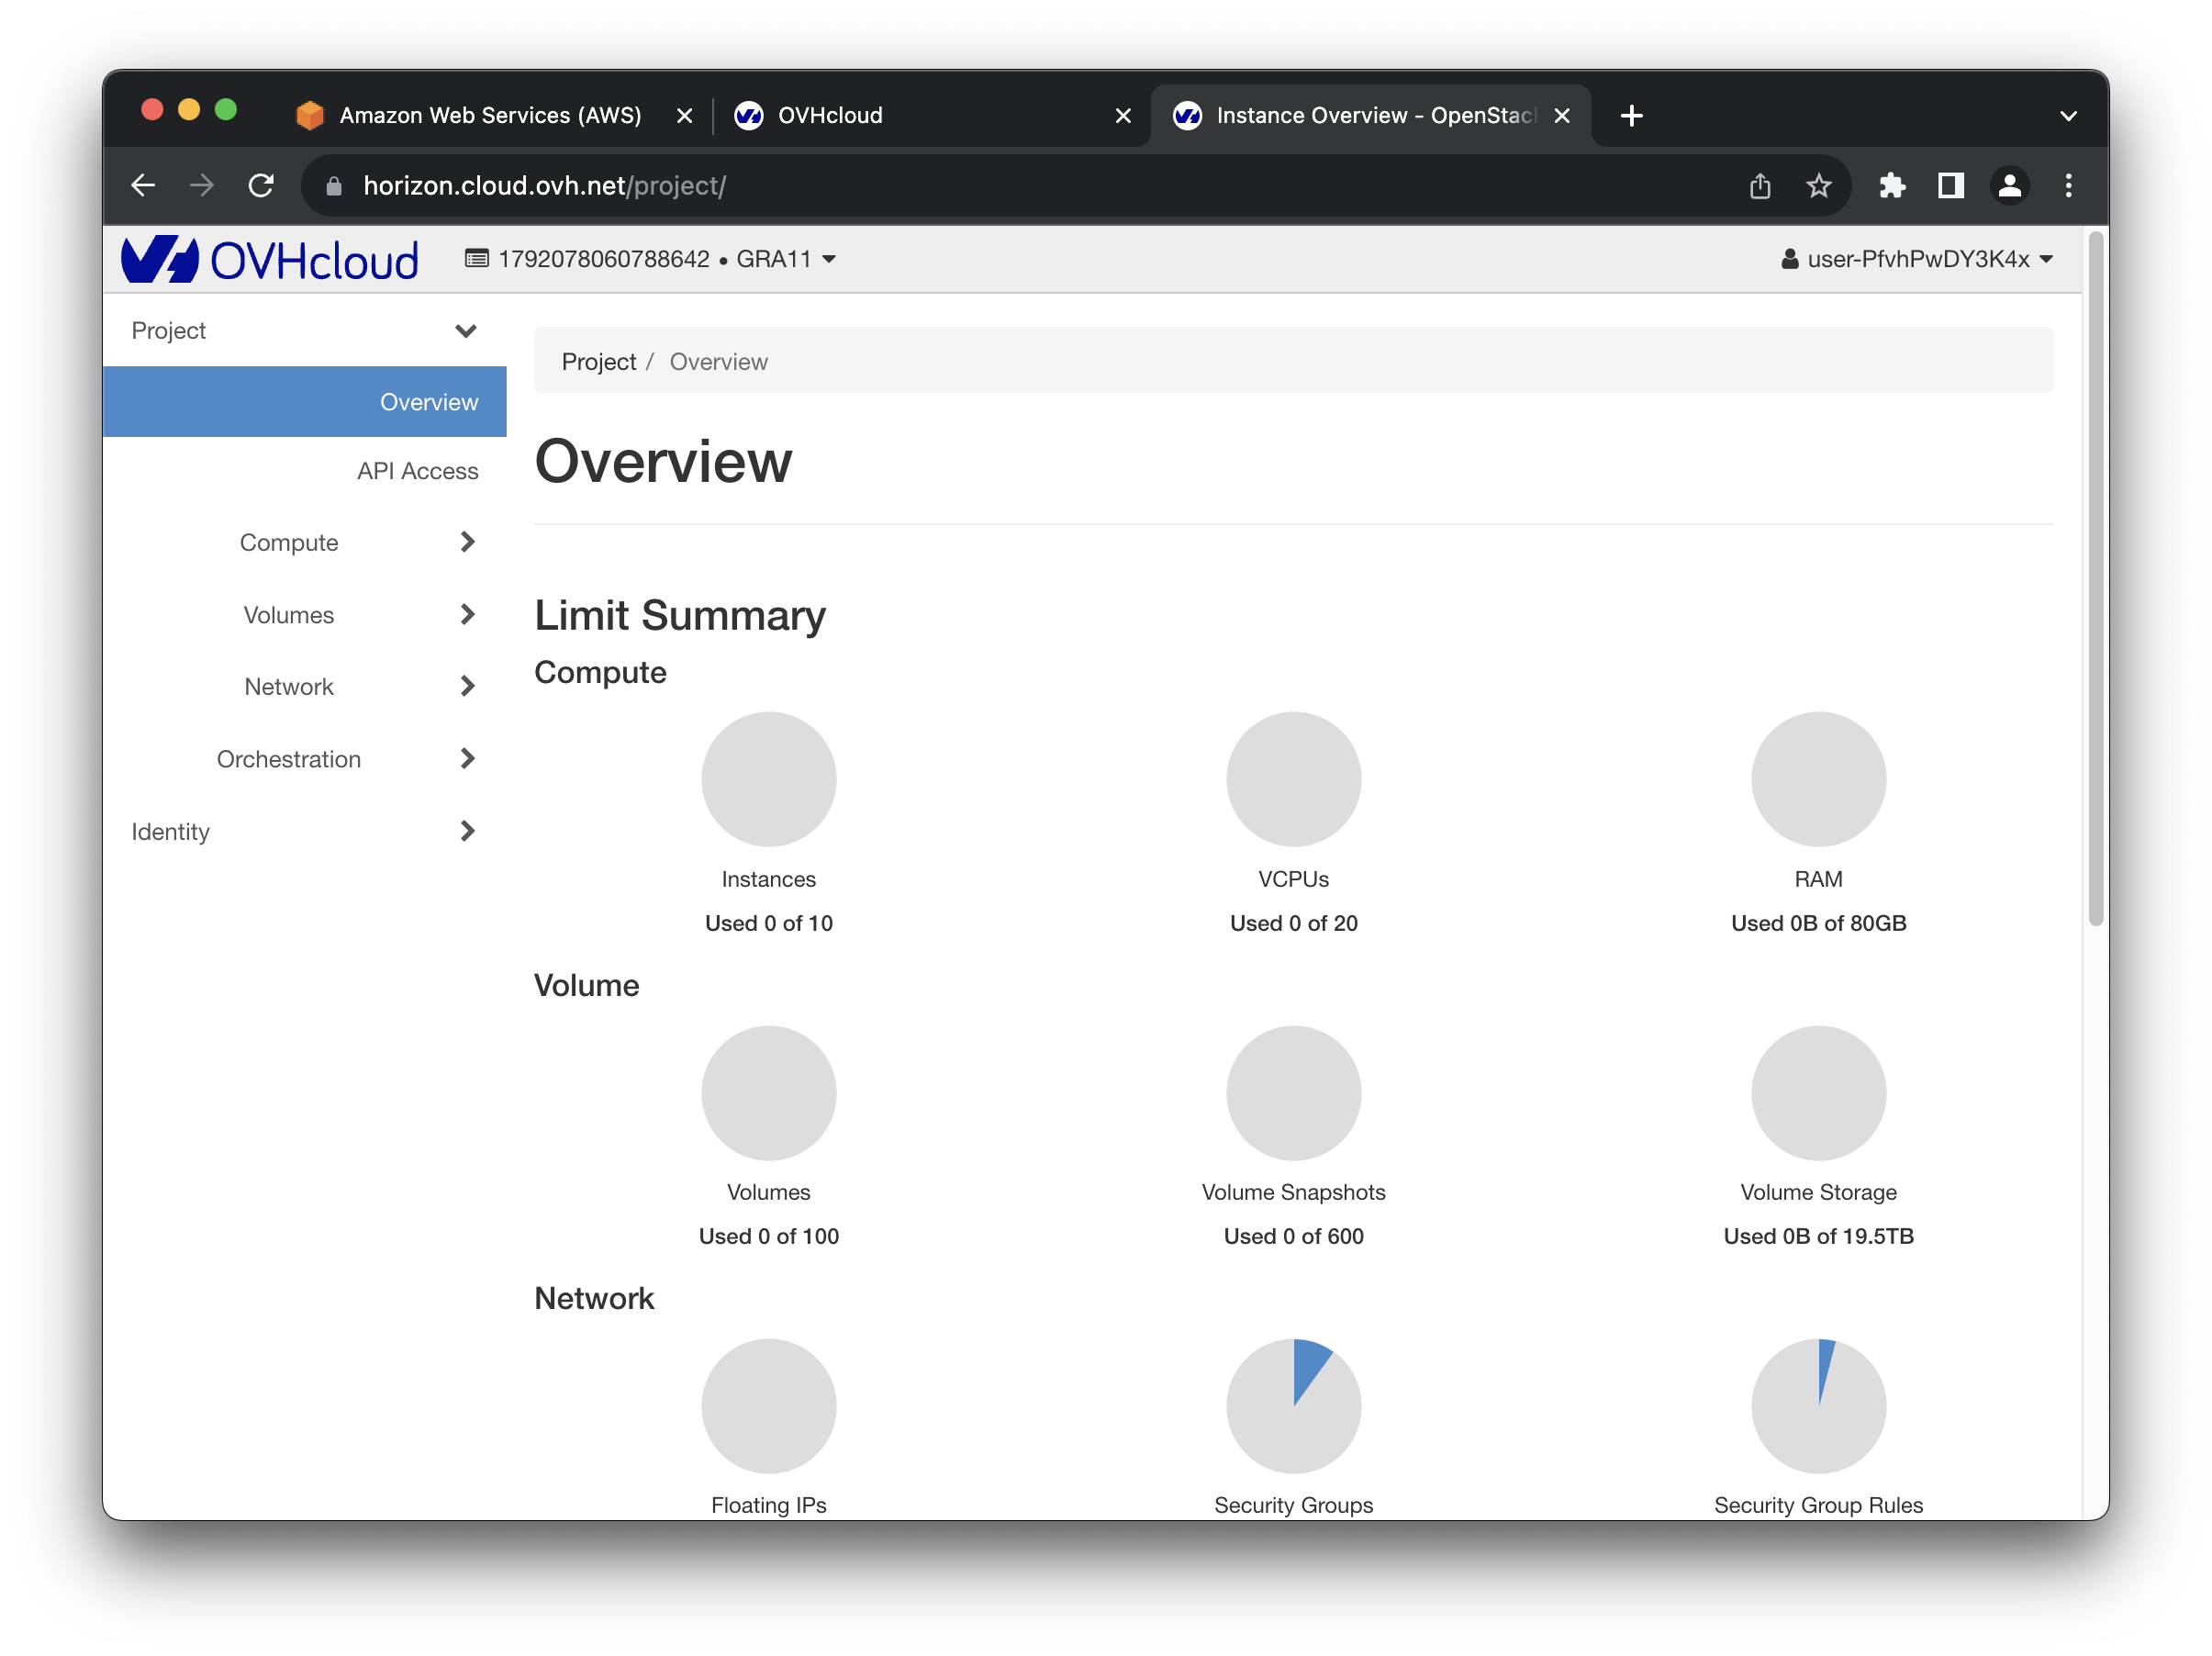 Amazon Web Services (AWS)
OVHcloud
Instance Overview - OpenStack
horizon.cloud.ovh.net/project/
OVHcloud
1792078060788642 • GRA11
user-PfvhPwDY3K4x
Project
Overview
API Access
Compute
Volumes
Network
Orchestration
Identity
Project / Overview
Overview
Limit Summary
Compute
Instances
VCPUs
RAM
Used 0 of 10
Used 0 of 20
Used 0B of 80GB
Volume
Volumes
Volume Snapshots
Volume Storage
Used 0 of 100
Used 0 of 600
Used 0B of 19.5TB
Network
Floating IPs
Security Groups
Security Group Rules